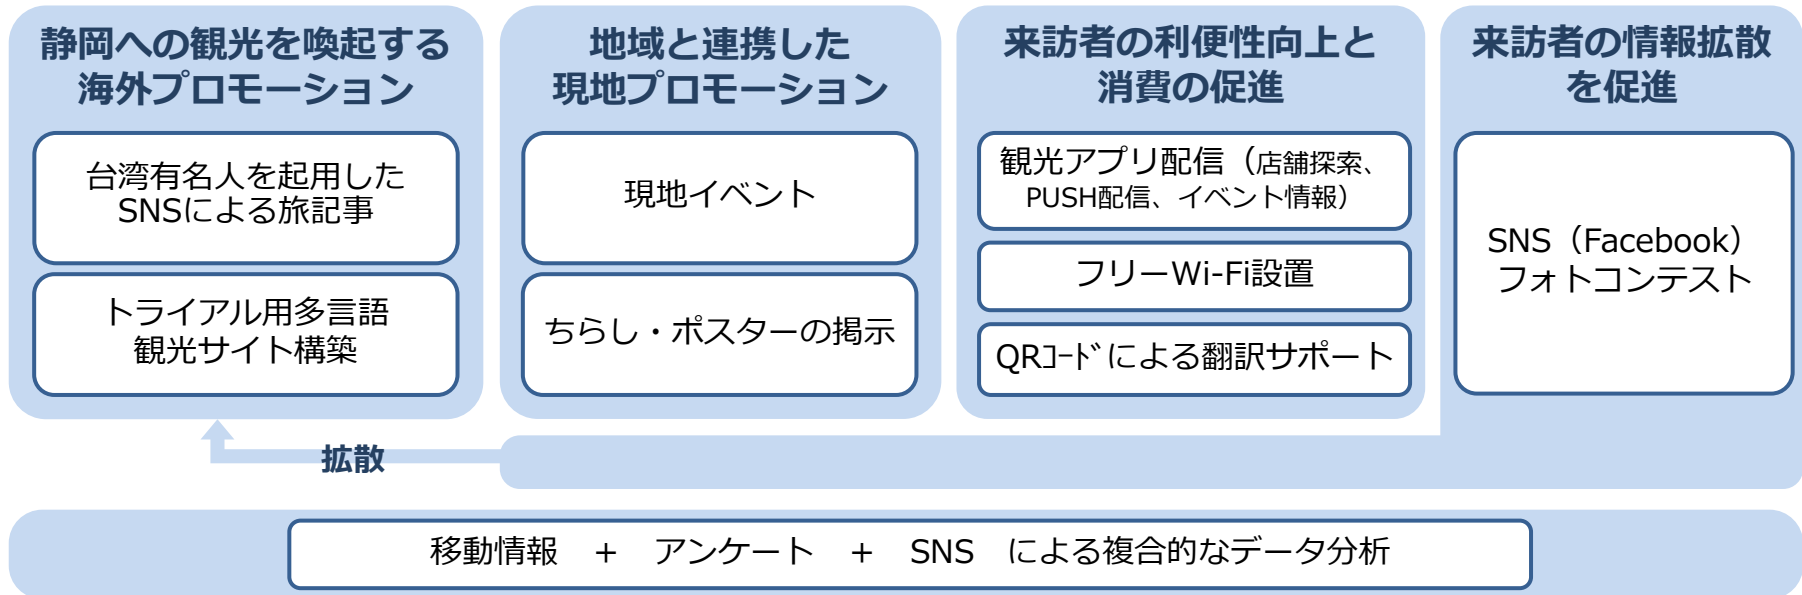 静岡への観光を喚起する
海外プロモーション
台湾有名人を起用した
SNSによる旅記事
トライアル用多言語
観光サイト構築
地域と連携した
現地プロモーション
現地イベント
ちらし・ポスターの掲示
来訪者の利便性向上と
消費の促進
観光アプリ配信（店舗探索、
PUSH配信、イベント情報）
フリーWi-Fi設置
QRｺｰﾄﾞによる翻訳サポート
来訪者の情報拡散
を促進
SNS（Facebook）
フォトコンテスト
拡散
移動情報　+　アンケート　+　SNS　による複合的なデータ分析